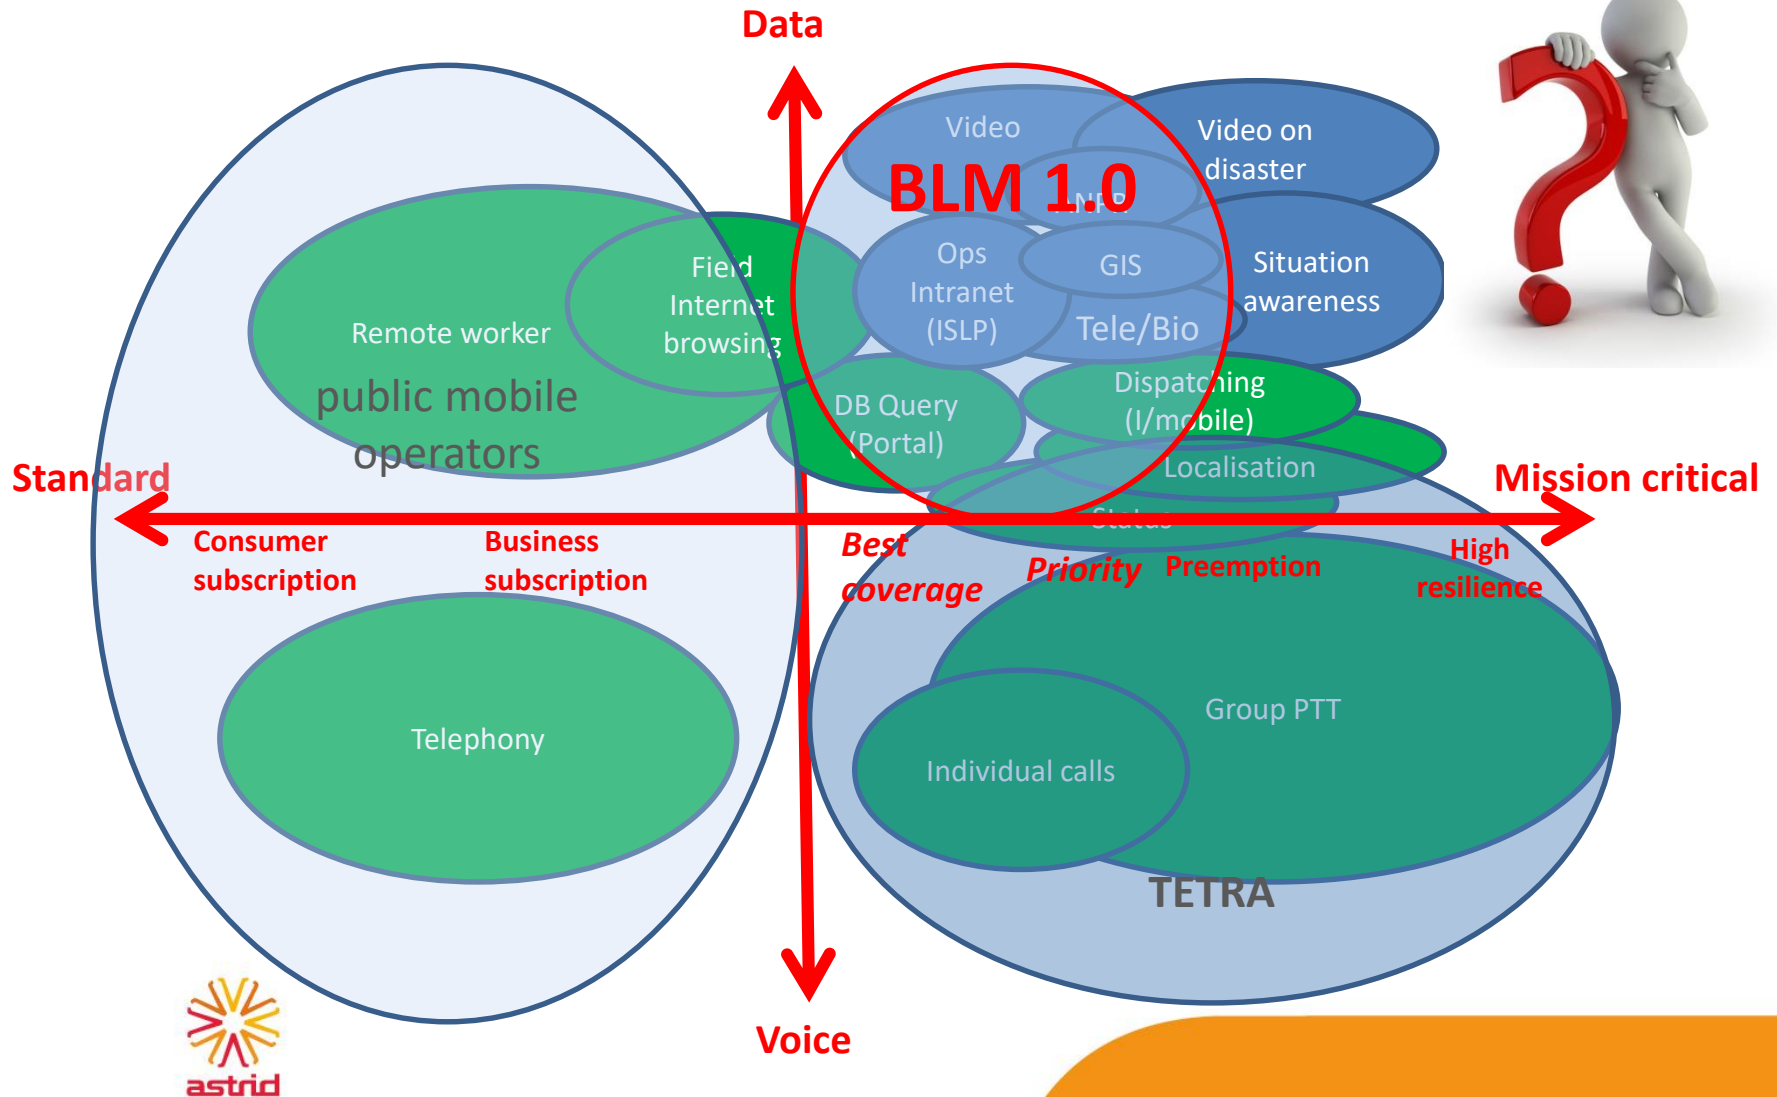 Data
Video
Video on
disaster
BLM 1.0
ANPR
Ops
Intranet
(ISLP)
GIS
Situation
awareness
Field
Internet
browsing
Remote worker
Tele/Bio
public mobile
operators
DB Query
(Portal)
Dispatching
(I/mobile)
Localisation
Standard
Mission critical
Status
Consumer
subscription
Business
subscription
Best
coverage
Priority
Preemption
High
resilience
Group PTT
Telephony
Individual calls
TETRA
Voice
astrid